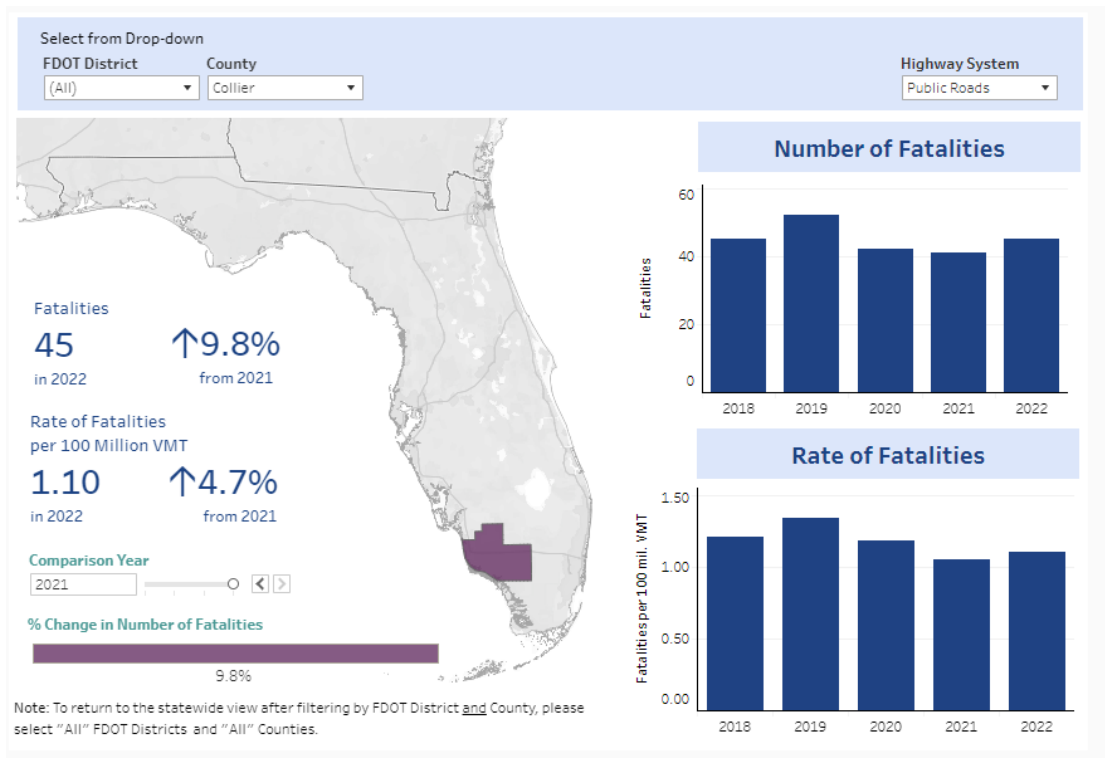 Select from Drop-down
FDOT District County Highway System
(All) Collier Public Roads
Fatalities
45 ↑9.8%
in 2022 from 2021
Rate of Fatalities
per 100 Million VMT
1.10 ↑4.7%
in 2022 from 2021
Comparison Year
2021
% Change in Number of Fatalities
9.8%
Note: To return to the statewide view after filtering by FDOT District and County, please
select "All" FDOT Districts and "All" Counties.
Number of Fatalities
Fatalities
60
40
20
0
2018 2019 2020 2021 2022
Rate of Fatalities
Fatalities per 100 mil. VMT
1.50
1.00
0.50
0.00
2018 2019 2020 2021 2022